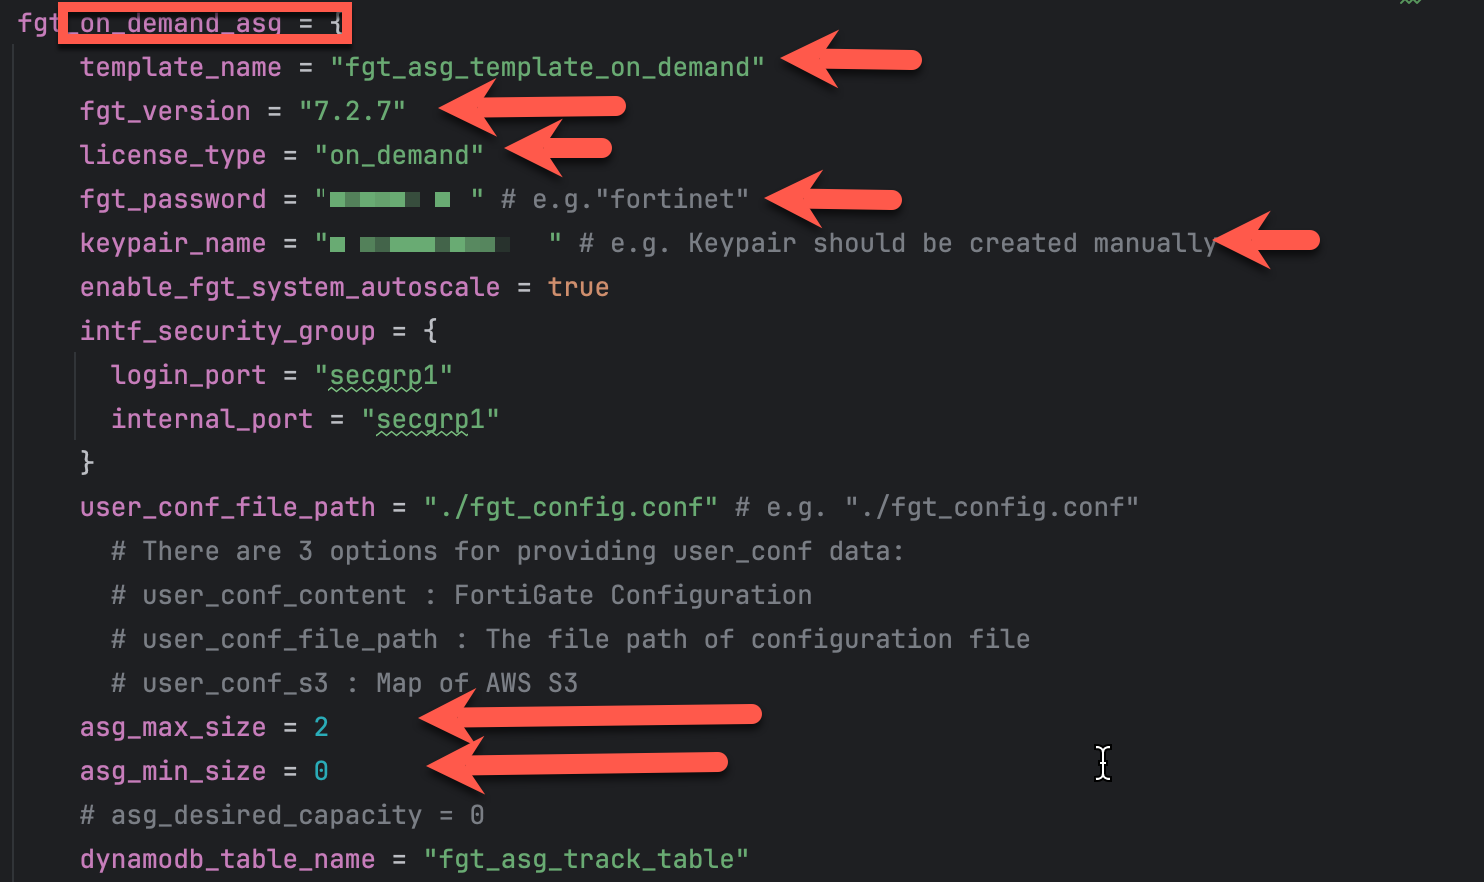 fgt_on_demand_asg = {
template_name = "fgt_asg_template_on_demand"
fgt_version = "7.2.7"
license_type = "on_demand"
fgt_password = " " # e.g."fortinet"
keypair_name = " " # e.g. Keypair should be created manually
enable_fgt_system_autoscale = true
intf_security_group = {
login_port = "secgrp1"
internal_port = "secgrp1"
}
user_conf_file_path = "./fgt_config.conf" # e.g. "./fgt_config.conf"
# There are 3 options for providing user_conf data:
# user_conf_content : FortiGate Configuration
# user_conf_file_path : The file path of configuration file
# user_conf_s3 : Map of AWS S3
asg_max_size = 2
asg_min_size = 0
# asg_desired_capacity = 0
dynamodb_table_name = "fgt_asg_track_table"